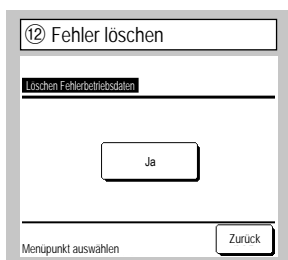 ⑫ Fehler löschen
Löschen Fehlerbetriebsdaten
Ja
Menüpunkt auswählen
Zurück